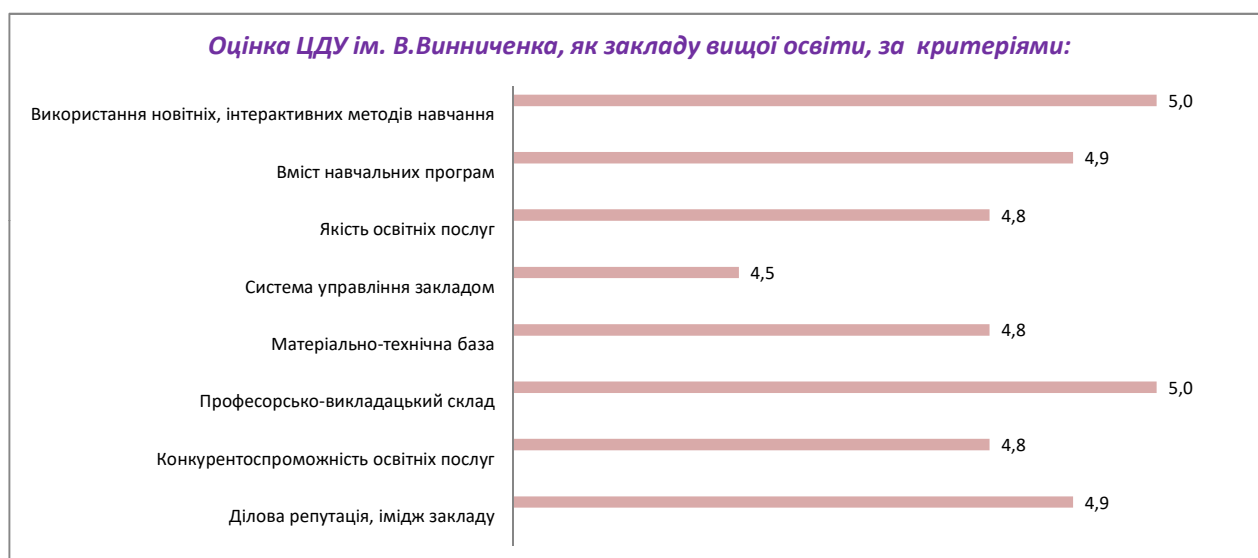 Оцінка ЦДУ ім. В.Винниченка, як закладу вищої освіти, за критеріями:
Використання новітніх, інтерактивних методів навчання 5,0
Вміст навчальних програм 4,9
Якість освітніх послуг 4,8
Система управління закладом 4,5
Матеріально-технічна база 4,8
Професорсько-викладацький склад 5,0
Конкурентоспроможність освітніх послуг 4,8
Ділова репутація, імідж закладу 4,9